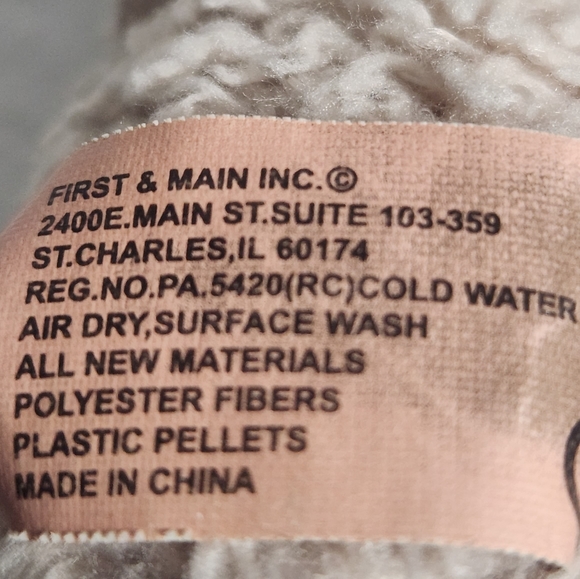 FIRST & MAIN INC.©
2400E.MAIN ST.SUITE 103-359
ST.CHARLES,IL 60174
REG.NO.PA.5420(RC)COLD WATER
AIR DRY,SURFACE WASH
ALL NEW MATERIALS
POLYESTER FIBERS
PLASTIC PELLETS
MADE IN CHINA